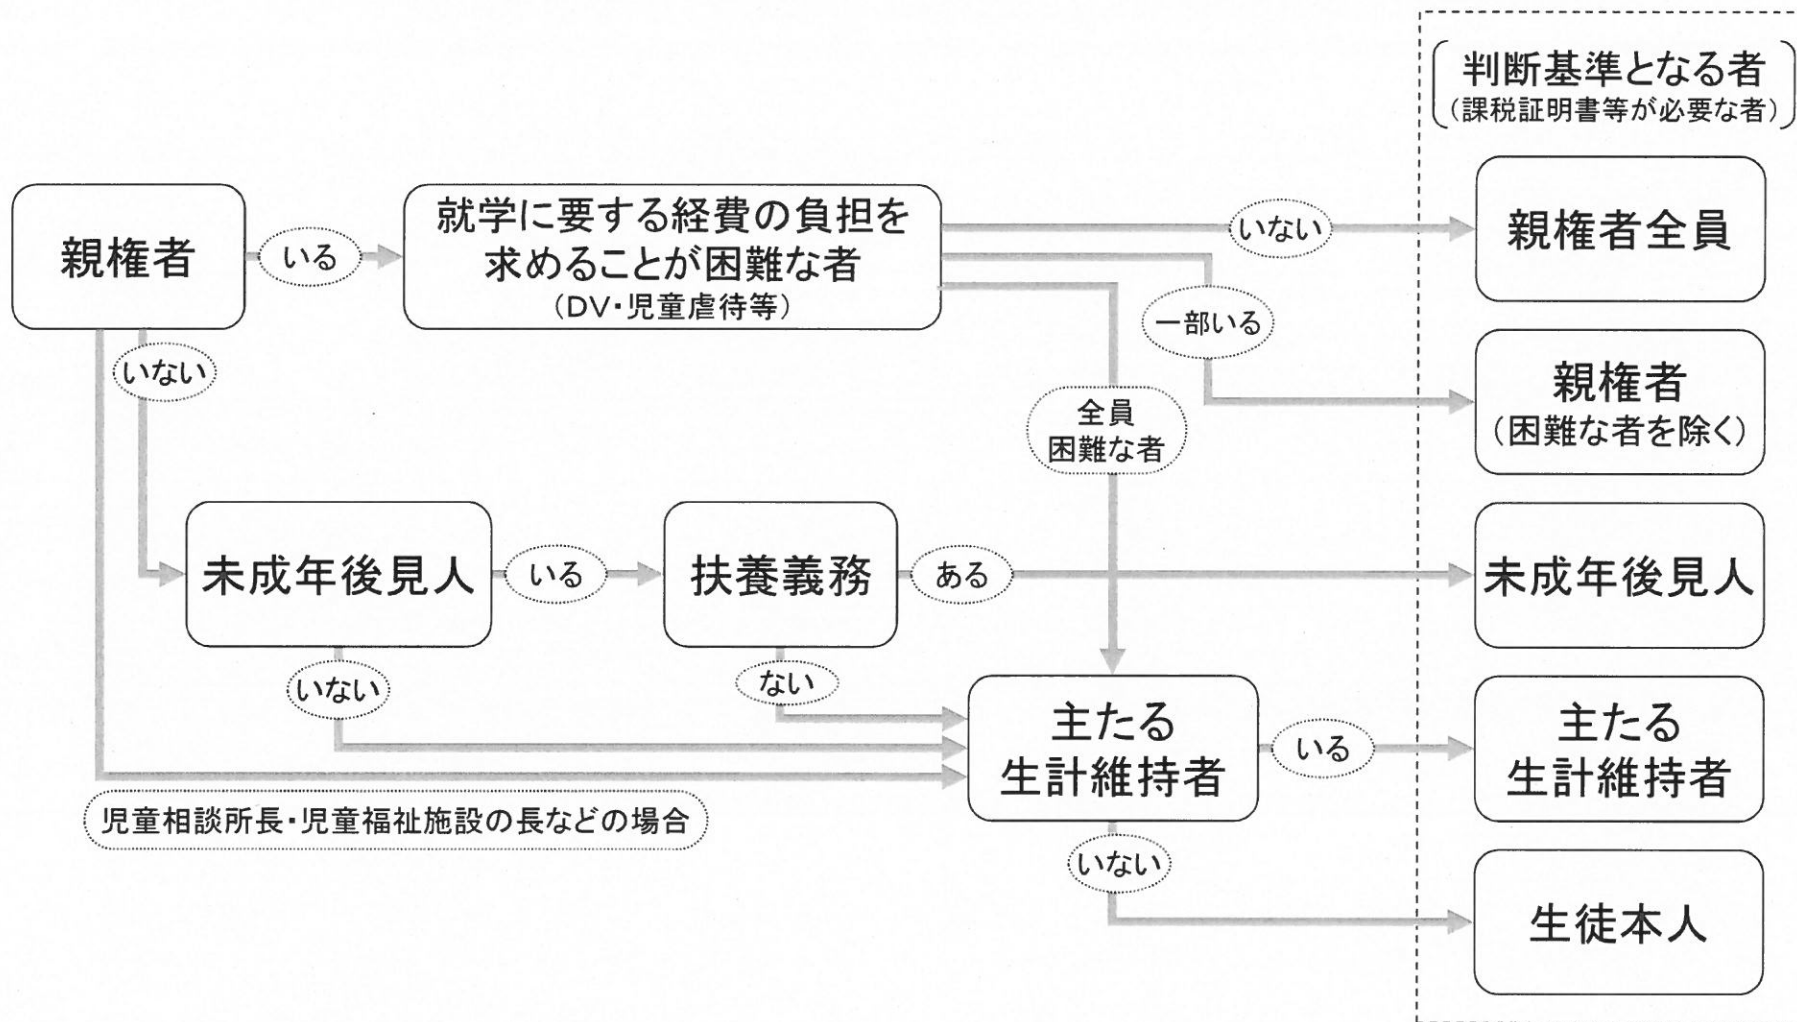 判断基準となる者
(課税証明書等が必要な者)
親権者
いる
就学に要する経費の負担を
求めることが困難な者
(DV・児童虐待等)
いない
親権者全員
一部いる
親権者
(困難な者を除く)
全員
困難な者
いない
未成年後見人
いる
扶養義務
ある
未成年後見人
いない
ない
主たる
生計維持者
いる
主たる
生計維持者
児童相談所長・児童福祉施設の長などの場合
いない
生徒本人